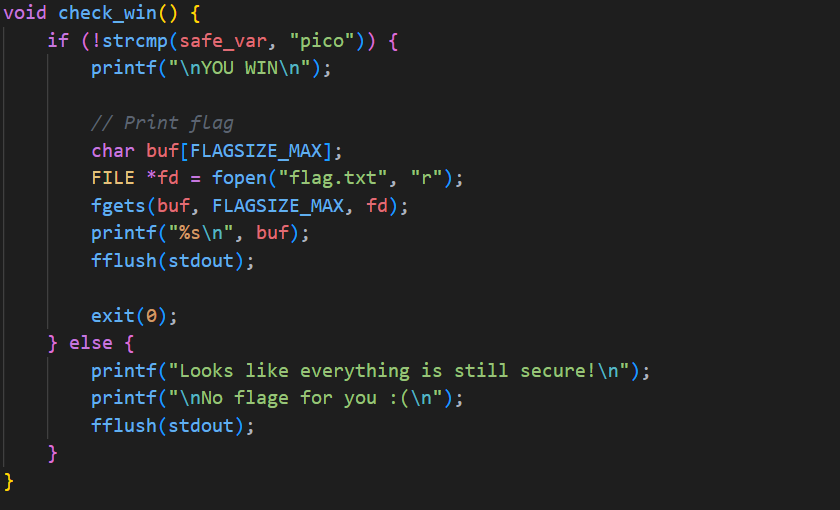 void check_win() {
    if (!strcmp(safe_var, "pico")) {
        printf("\nYOU WIN\n");

        // Print flag
        char buf[FLAGSIZE_MAX];
        FILE *fd = fopen("flag.txt", "r");
        fgets(buf, FLAGSIZE_MAX, fd);
        printf("%s\n", buf);
        fflush(stdout);

        exit(0);
    } else {
        printf("Looks like everything is still secure!\n");
        printf("\nNo flage for you :(\n");
        fflush(stdout);
    }
}